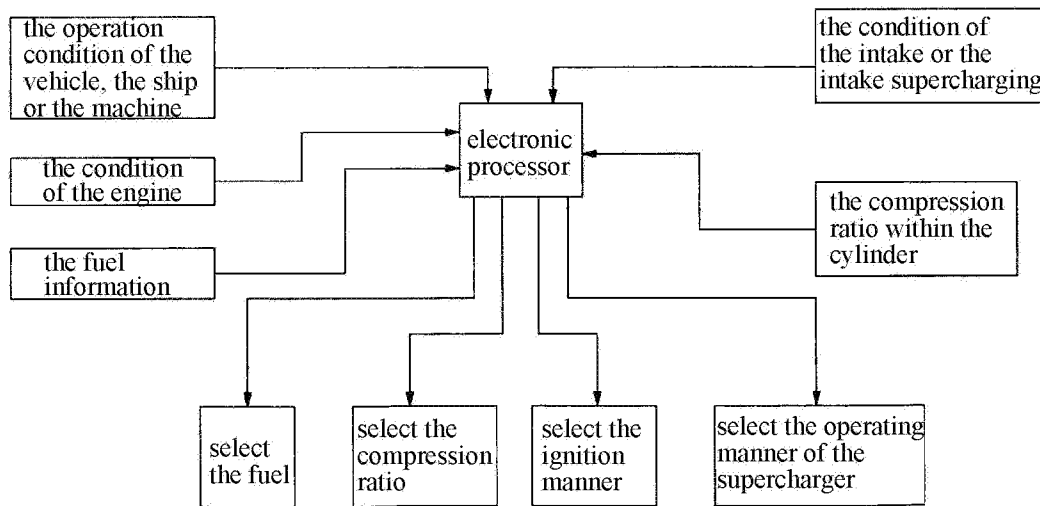 the operation
condition of the
vehicle, the ship
or the machine
the condition of
the intake or the
intake supercharging
electronic
processor
the condition
of the engine
the compression
ratio within the
cylinder
the fuel
information
select
the fuel
select the
compression
ratio
select the
ignition
manner
select the operating
manner of the
supercharger